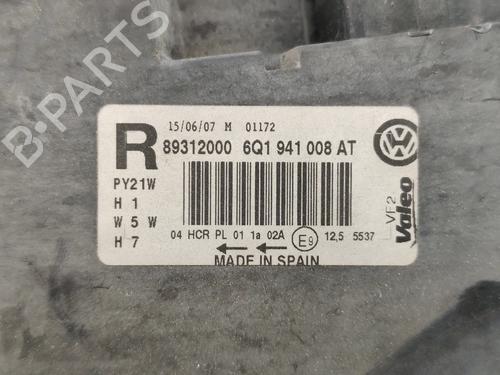 15/06/07 M 01172
R 89312000 6Q1 941 008 AT
PY21W
H 1
W 5 W
H 7
04 HCR PL 01 1a 02A E9 12,5 5537
MADE IN SPAIN
VF2
Valeo
B-PARTS